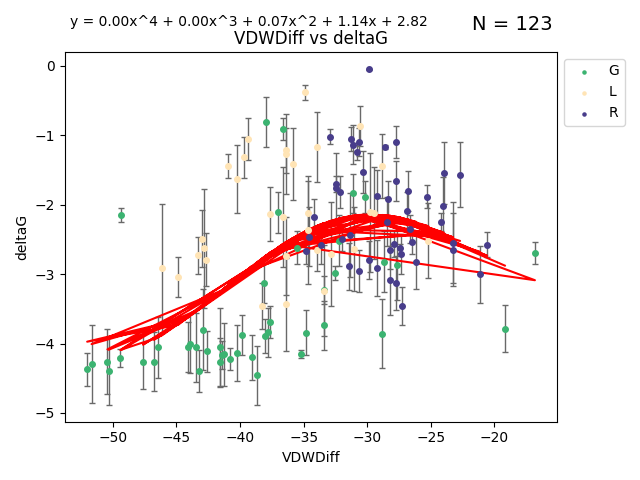 y = 0.00x^4 + 0.00x^3 + 0.07x^2 + 1.14x + 2.82
N = 123
VDWDiff vs deltaG
G
L
R
deltaG
0
−1
−2
−3
−4
−5
−50
−45
−40
−35
−30
−25
−20
VDWDiff